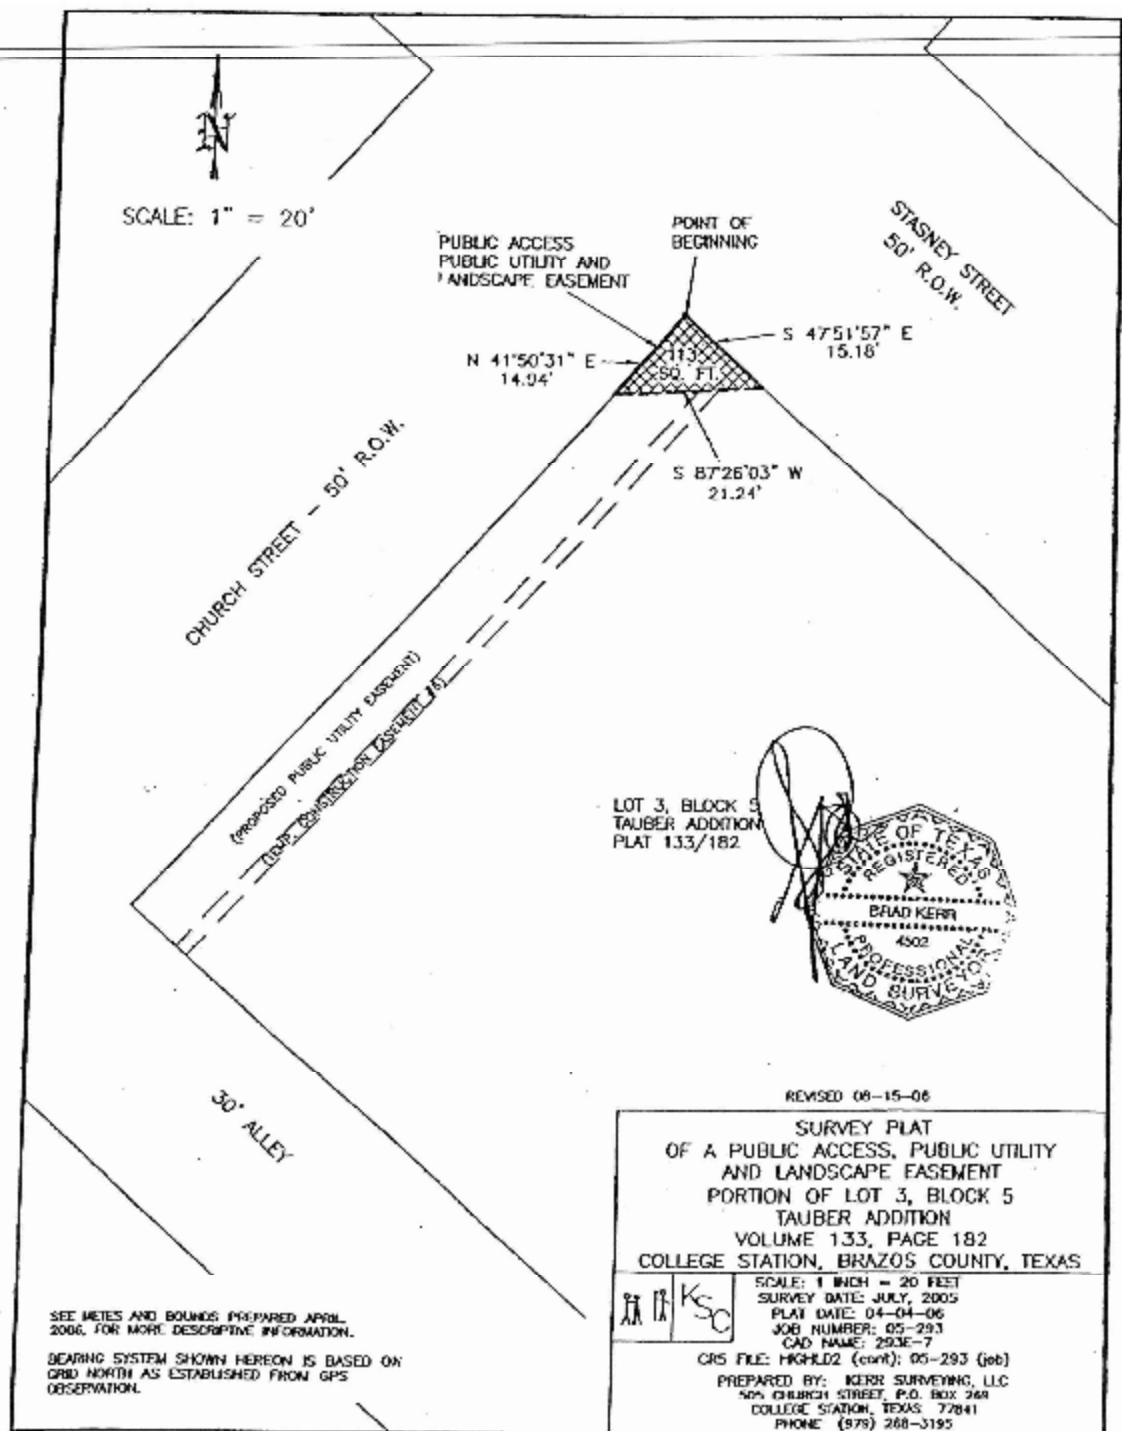 N
SCALE: 1" = 20'
PUBLIC ACCESS
PUBLIC UTILITY AND
LANDSCAPE EASEMENT
POINT OF
BEGINNING
STASNEY STREET
50' R.O.W.
N 41°50'31" E
14.94'
113
SQ. FT.
S 47°51'57" E
15.18'
S 87°26'03" W
21.24'
CHURCH STREET - 50' R.O.W.
(PROPOSED PUBLIC UTILITY EASEMENT)
(TEMP. CONSTRUCTION EASEMENT #6)
LOT 3, BLOCK 5
TAUBER ADDITION
PLAT 133/182
STATE OF TEXAS
REGISTERED
BRAD KERR
4502
PROFESSIONAL
LAND SURVEYOR
30' ALLEY
REVISED 08-15-06
SURVEY PLAT
OF A PUBLIC ACCESS, PUBLIC UTILITY
AND LANDSCAPE EASEMENT
PORTION OF LOT 3, BLOCK 5
TAUBER ADDITION
VOLUME 133, PAGE 182
COLLEGE STATION, BRAZOS COUNTY, TEXAS
KSC
SCALE: 1 INCH = 20 FEET
SURVEY DATE: JULY, 2005
PLAT DATE: 04-04-06
JOB NUMBER: 05-293
CAD NAME: 293E-7
CR5 FILE: HIGHLD2 (cont); 05-293 (job)
PREPARED BY: KERR SURVEYING, LLC
505 CHURCH STREET, P.O. BOX 269
COLLEGE STATION, TEXAS 77841
PHONE (979) 268-3195
SEE METES AND BOUNDS PREPARED APRIL,
2006, FOR MORE DESCRIPTIVE INFORMATION.
BEARING SYSTEM SHOWN HEREON IS BASED ON
GRID NORTH AS ESTABLISHED FROM GPS
OBSERVATION.